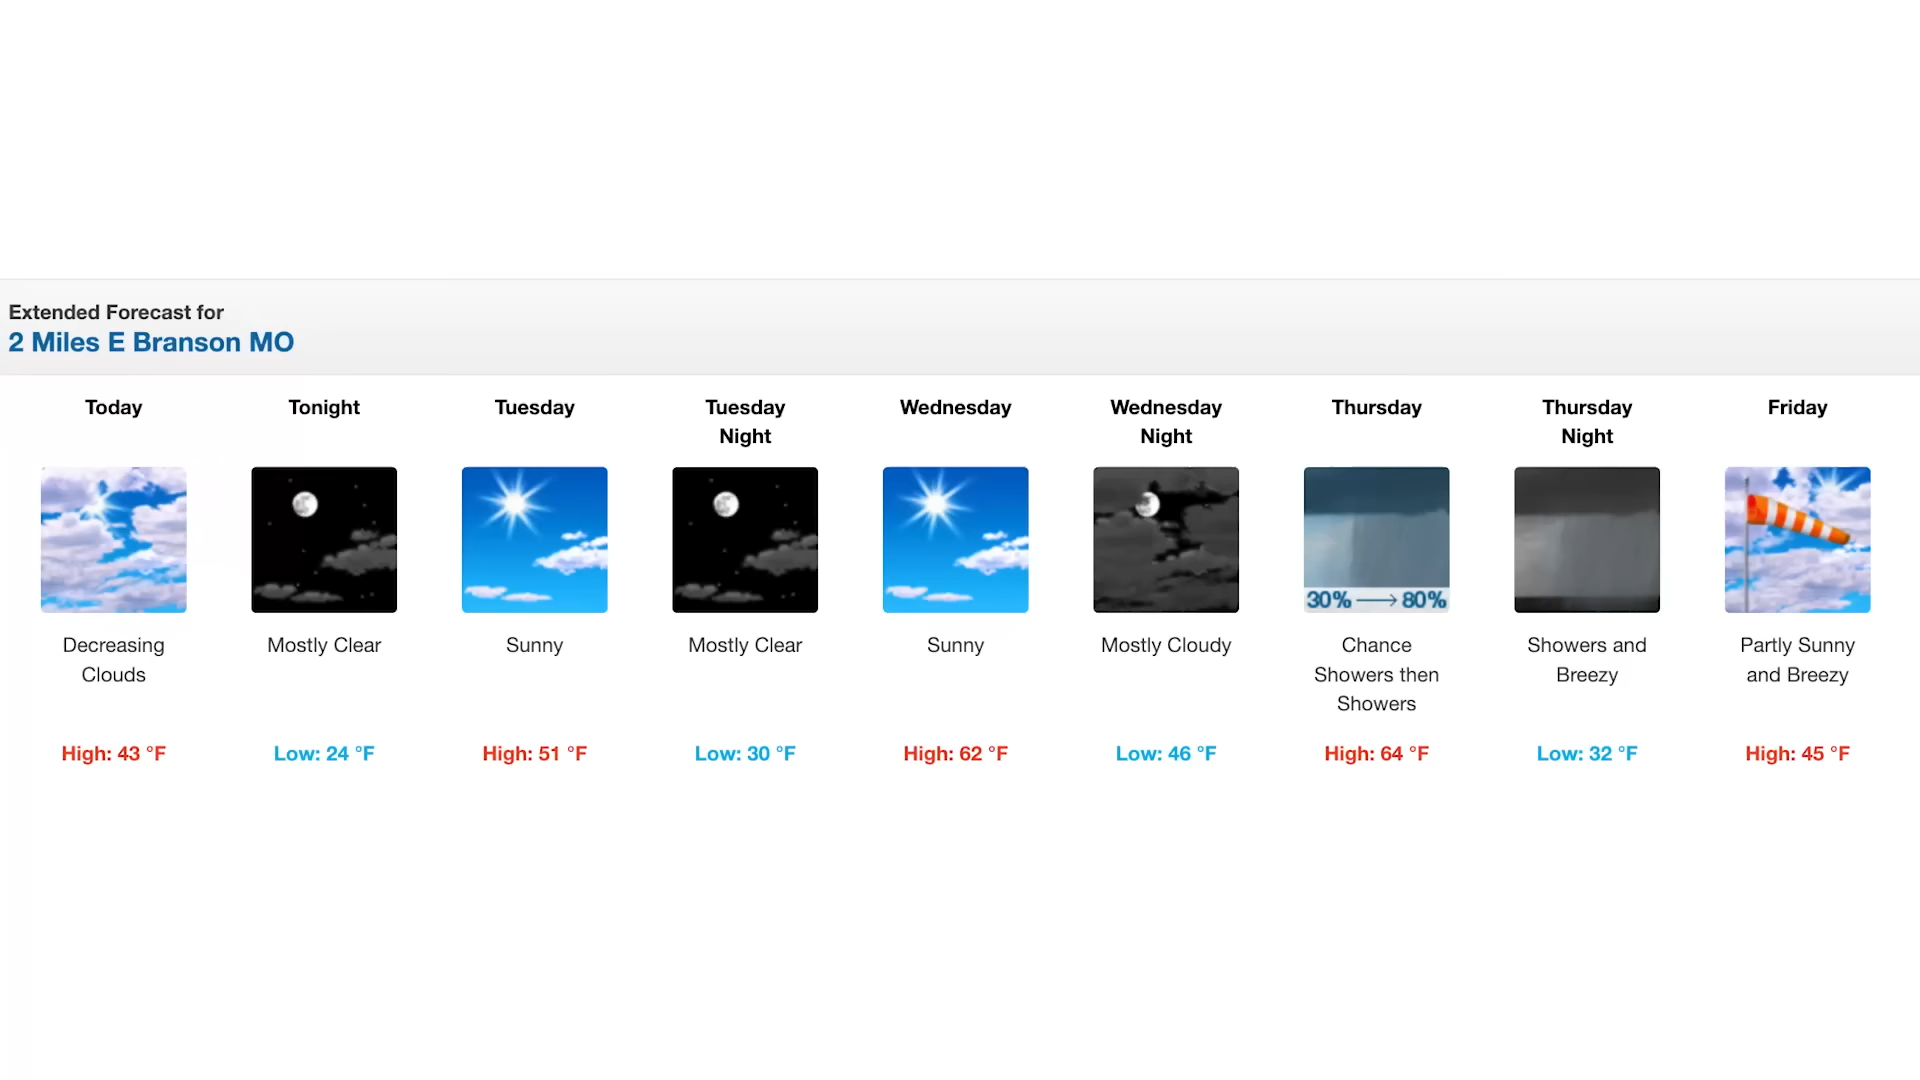 Extended Forecast for
2 Miles E Branson MO
Today
Decreasing
Clouds
High: 43 °F
Tonight
Mostly Clear
Low: 24 °F
Tuesday
Sunny
High: 51 °F
Tuesday
Night
Mostly Clear
Low: 30 °F
Wednesday
Sunny
High: 62 °F
Wednesday
Night
Mostly Cloudy
Low: 46 °F
Thursday
30% → 80%
Chance
Showers then
Showers
High: 64 °F
Thursday
Night
Showers and
Breezy
Low: 32 °F
Friday
Partly Sunny
and Breezy
High: 45 °F